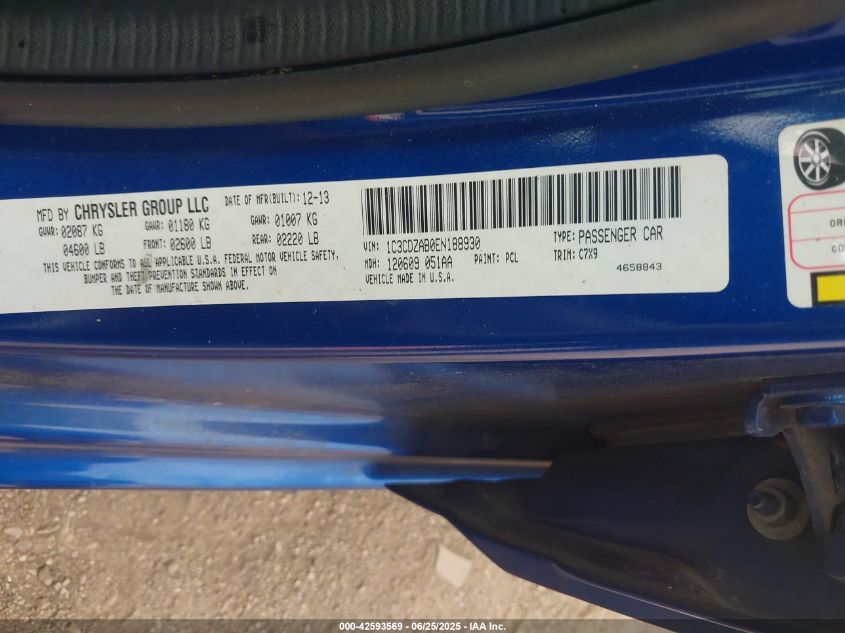 MFD BY CHRYSLER GROUP LLC DATE OF MFR(BUILT): 12-13
GVWR: 02087 KG GAWR: 01180 KG GAWR: 01007 KG
04600 LB FRONT: 02600 LB REAR: 02220 LB
THIS VEHICLE CONFORMS TO ALL APPLICABLE U.S.A. FEDERAL MOTOR VEHICLE SAFETY,
BUMPER AND THEFT PREVENTION STANDARDS IN EFFECT ON
THE DATE OF MANUFACTURE SHOWN ABOVE.
VIN: 1C3CDZAB0EN188930 TYPE: PASSENGER CAR
MDH: 120609 051AA PAINT: PCL TRIM: C7X9
VEHICLE MADE IN U.S.A. 4658843
000-42593569 | 06/25/2025 - IAA Inc.